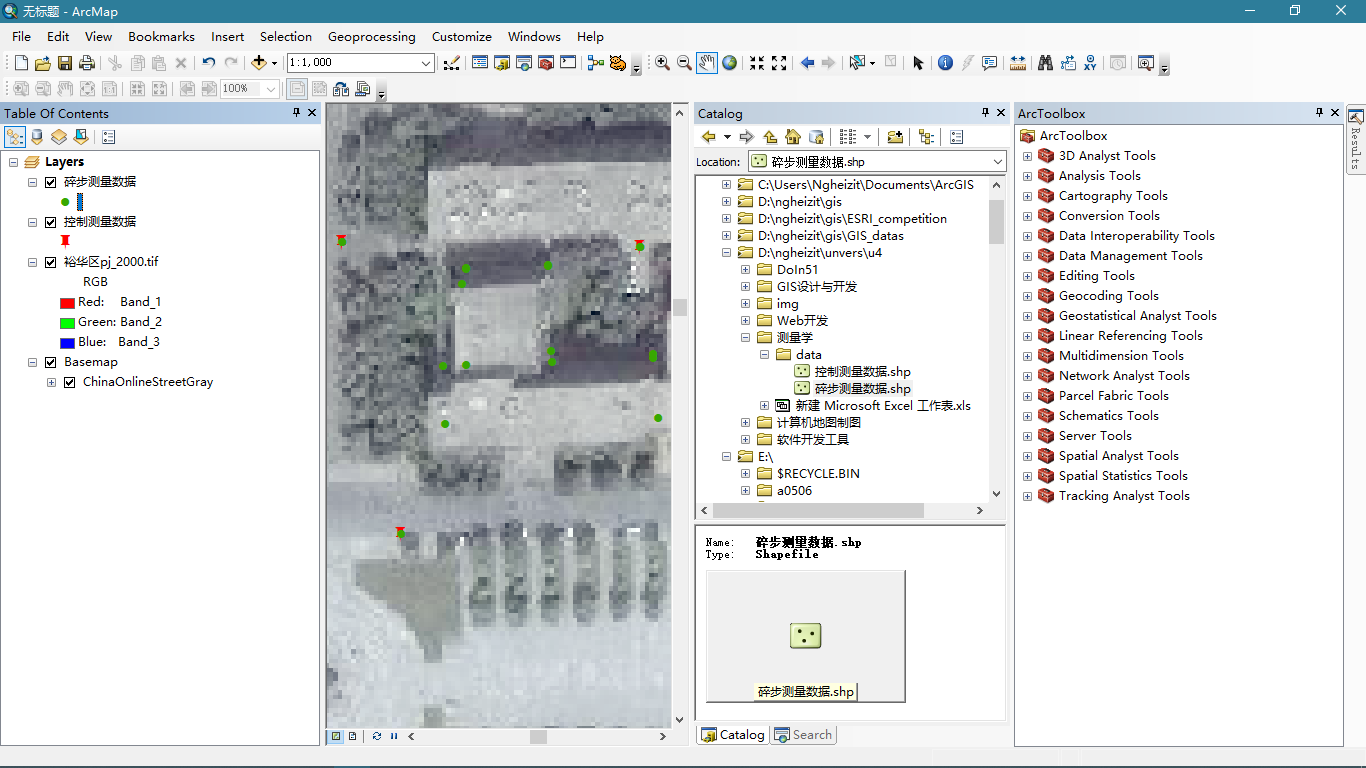 无标题 - ArcMap
File Edit View Bookmarks Insert Selection Geoprocessing Customize Windows Help
1:1,000
100%
Table Of Contents
Layers
碎步测量数据
控制测量数据
裕华区pj_2000.tif
RGB
Red: Band_1
Green: Band_2
Blue: Band_3
Basemap
ChinaOnlineStreetGray
Catalog
Location: 碎步测量数据.shp
C:\Users\Ngheizit\Documents\ArcGIS
D:\ngheizit\gis
D:\ngheizit\gis\ESRI_competition
D:\ngheizit\gis\GIS_datas
D:\ngheizit\unvers\u4
DoIn51
GIS设计与开发
img
Web开发
测量学
data
控制测量数据.shp
碎步测量数据.shp
新建 Microsoft Excel 工作表.xls
计算机地图制图
软件开发工具
E:\
$RECYCLE.BIN
a0506
Name: 碎步测量数据.shp
Type: Shapefile
碎步测量数据.shp
Catalog Search
ArcToolbox
ArcToolbox
3D Analyst Tools
Analysis Tools
Cartography Tools
Conversion Tools
Data Interoperability Tools
Data Management Tools
Editing Tools
Geocoding Tools
Geostatistical Analyst Tools
Linear Referencing Tools
Multidimension Tools
Network Analyst Tools
Parcel Fabric Tools
Schematics Tools
Server Tools
Spatial Analyst Tools
Spatial Statistics Tools
Tracking Analyst Tools
Results